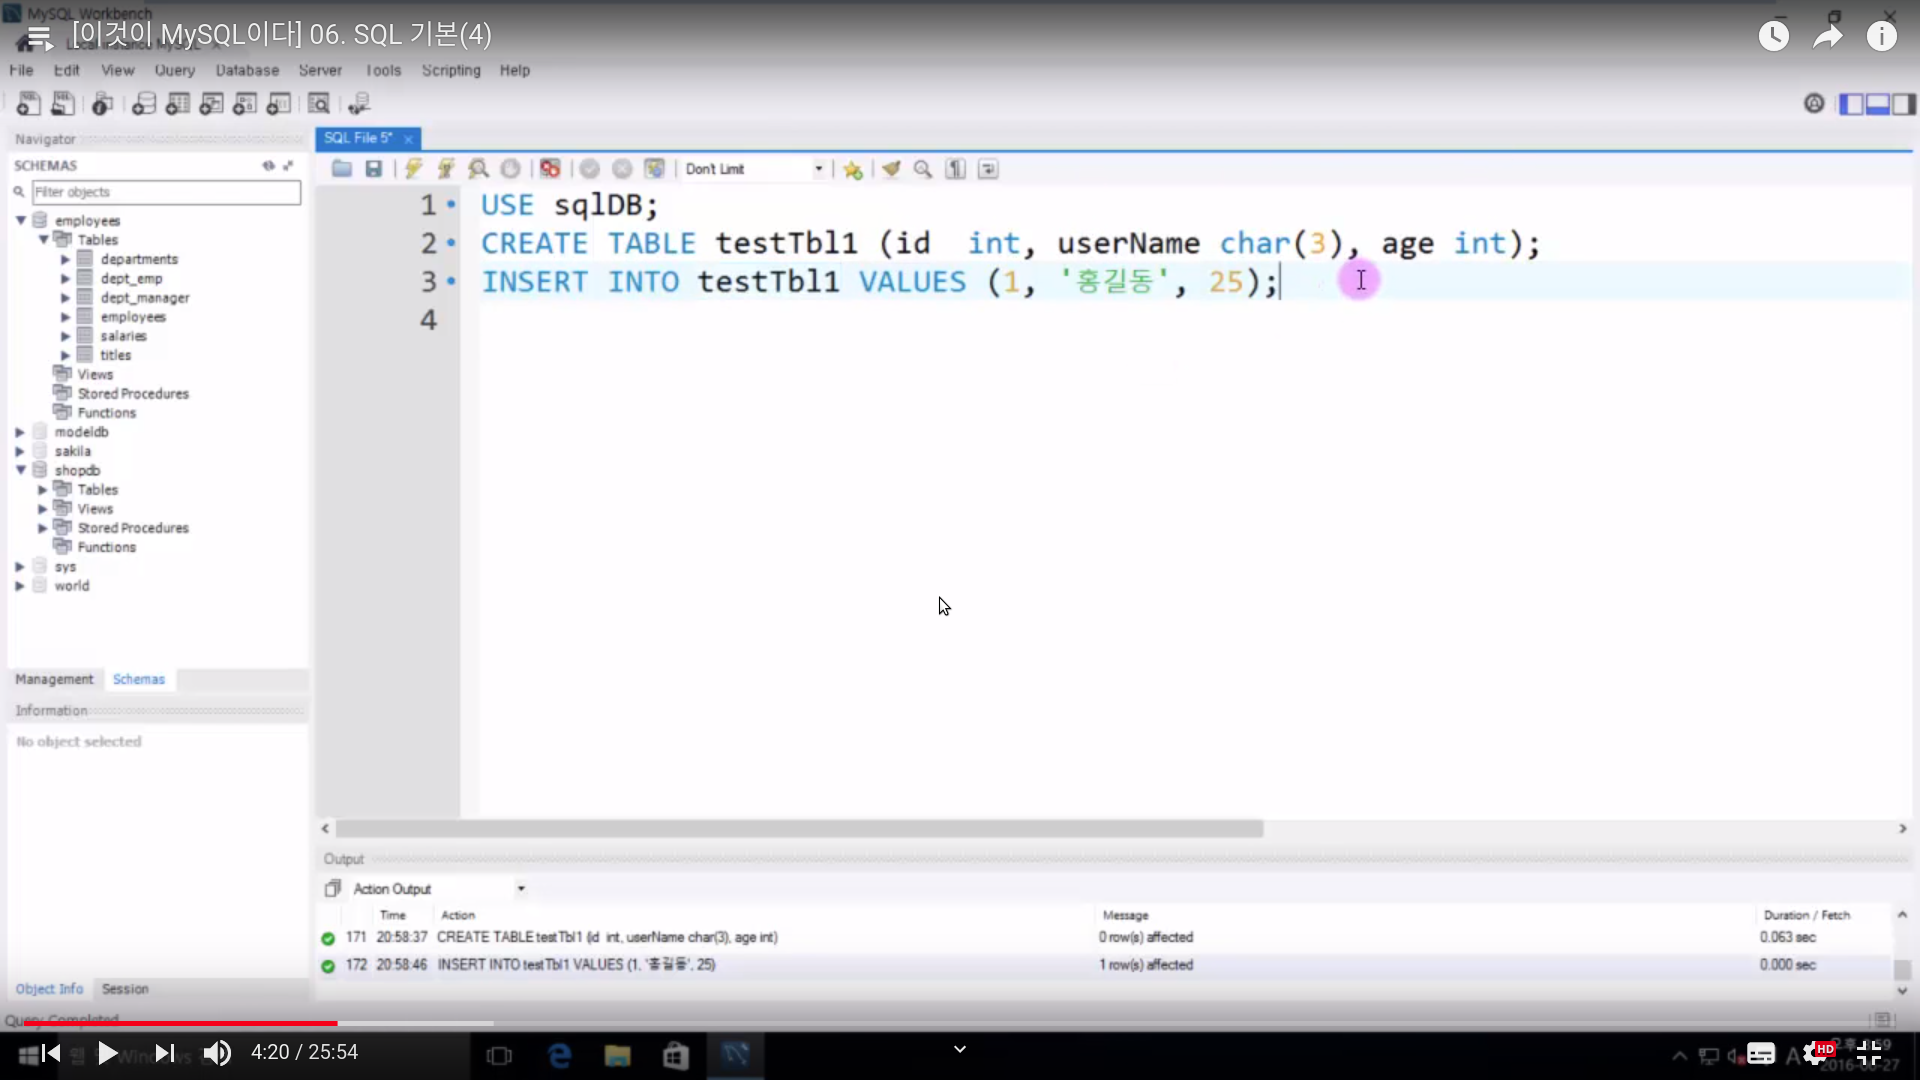 MySQL Workbench
[이것이 MySQL이다] 06. SQL 기본(4)
File Edit View Query Database Server Tools Scripting Help
Navigator
SQL File 5*
SCHEMAS
Don't Limit
Filter objects
employees
Tables
departments
dept_emp
dept_manager
employees
salaries
titles
Views
Stored Procedures
Functions
modeldb
sakila
shopdb
Tables
Views
Stored Procedures
Functions
sys
world
1 USE sqlDB;
2 CREATE TABLE testTbl1 (id  int, userName char(3), age int);
3 INSERT INTO testTbl1 VALUES (1, '홍길동', 25);
4
Management Schemas
Information
No object selected
Output
Action Output
Time Action Message Duration / Fetch
171 20:58:37 CREATE TABLE testTbl1 (id  int, userName char(3), age int) 0 row(s) affected 0.063 sec
172 20:58:46 INSERT INTO testTbl1 VALUES (1, '홍길동', 25) 1 row(s) affected 0.000 sec
Object Info Session
Query Completed
4:20 / 25:54
HD